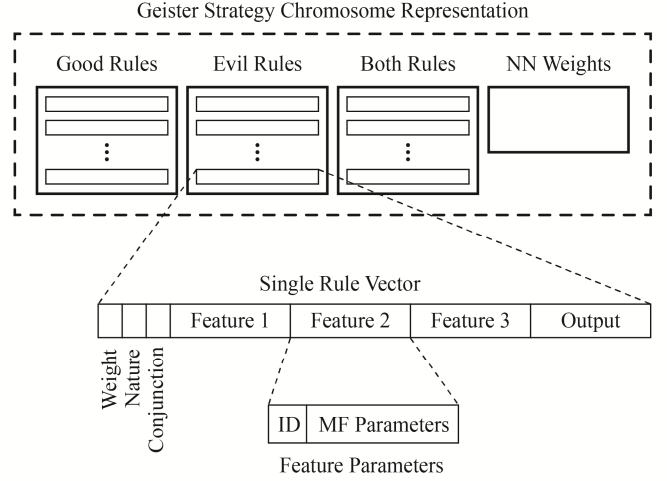 Geister Strategy Chromosome Representation
Good Rules Evil Rules Both Rules NN Weights
Single Rule Vector
Weight Nature Conjunction Feature 1 Feature 2 Feature 3 Output
ID MF Parameters
Feature Parameters